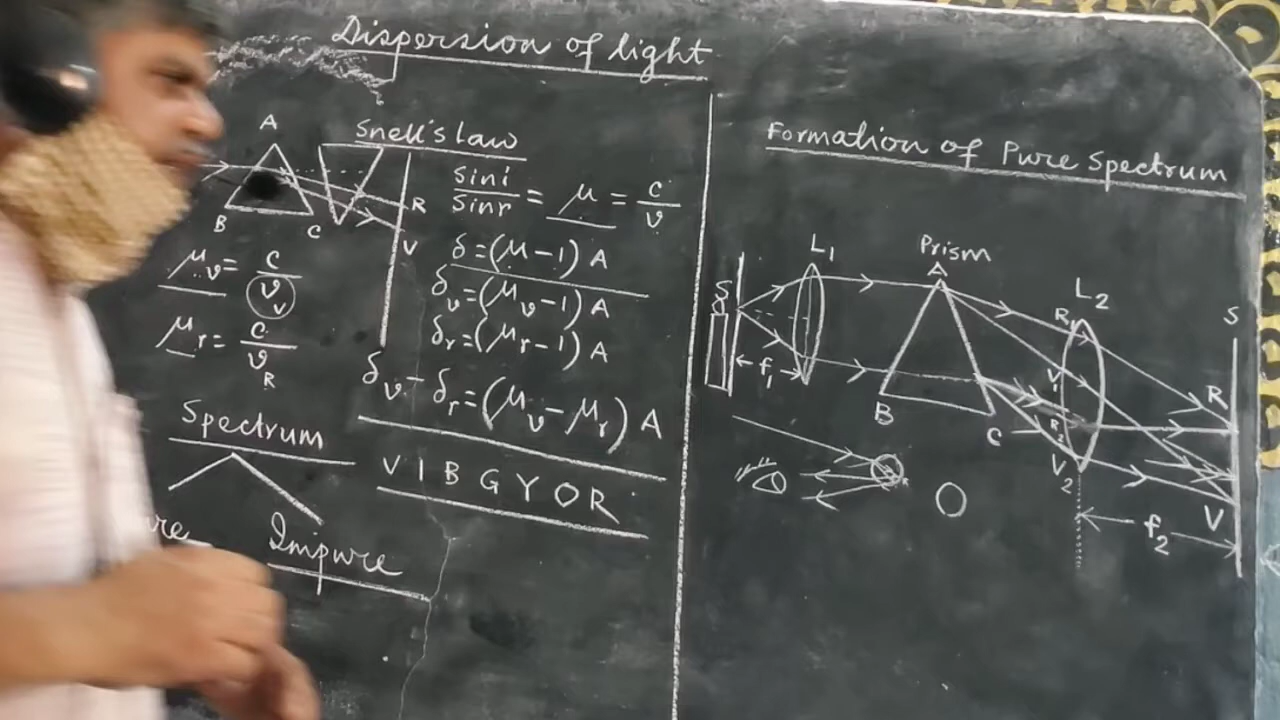 Dispersion of light
A
B
C
R
V
Snell's Law
Sin i / Sin r = μ = c / v
μ_v = c / v_v
μ_r = c / v_R
δ = (μ - 1) A
δ_v = (μ_v - 1) A
δ_r = (μ_r - 1) A
δ_v - δ_r = (μ_v - μ_r) A
Spectrum
Impure
V I B G Y O R
Formation of Pure Spectrum
S
L1
f1
Prism
A
B
C
L2
R1
V1
R2
V2
S
R
V
f2